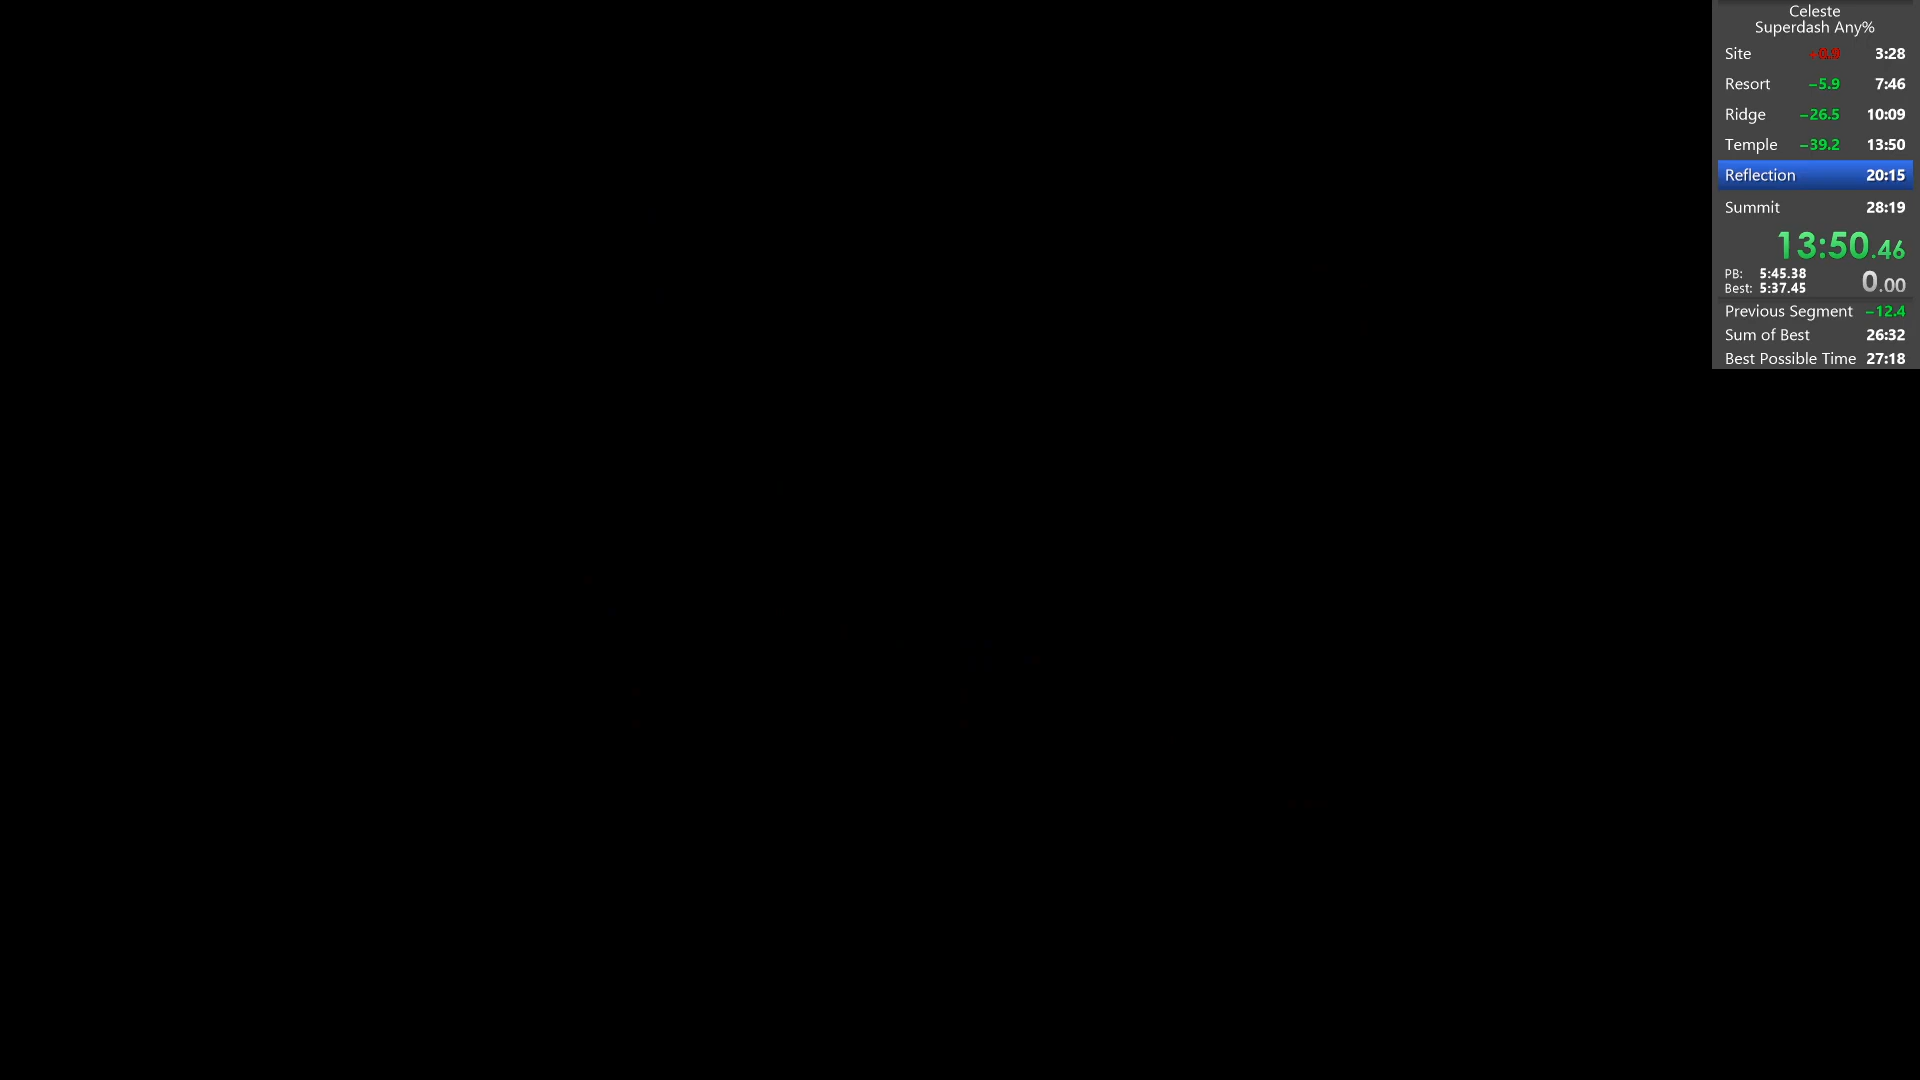 Celeste
Superdash Any%
Site 3:28
Resort −5.9 7:46
Ridge −26.5 10:09
Temple −39.2 13:50
Reflection 20:15
Summit 28:19
13:50.46
PB: 5:45.38
Best: 5:37.45
0.00
Previous Segment −12.4
Sum of Best 26:32
Best Possible Time 27:18